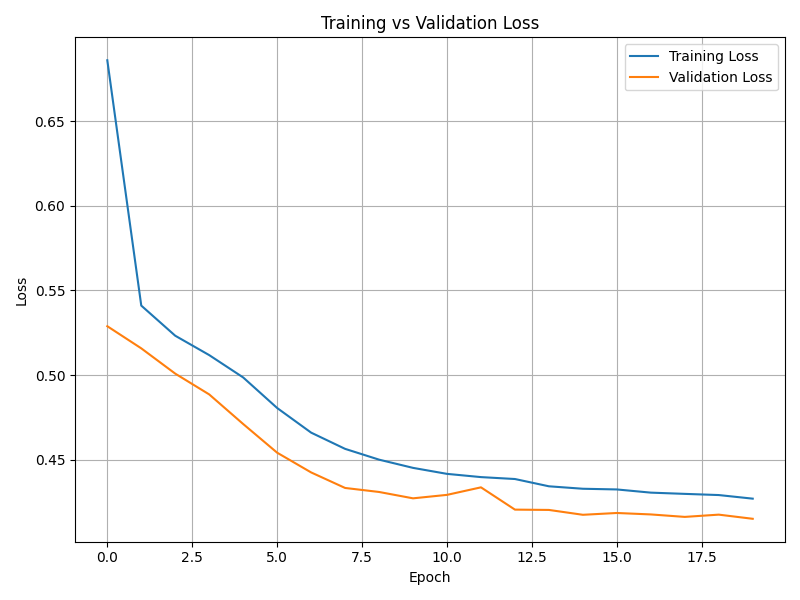 Training vs Validation Loss
Training Loss
Validation Loss
0.65
0.60
0.55
0.50
0.45
Loss
0.0 2.5 5.0 7.5 10.0 12.5 15.0 17.5
Epoch